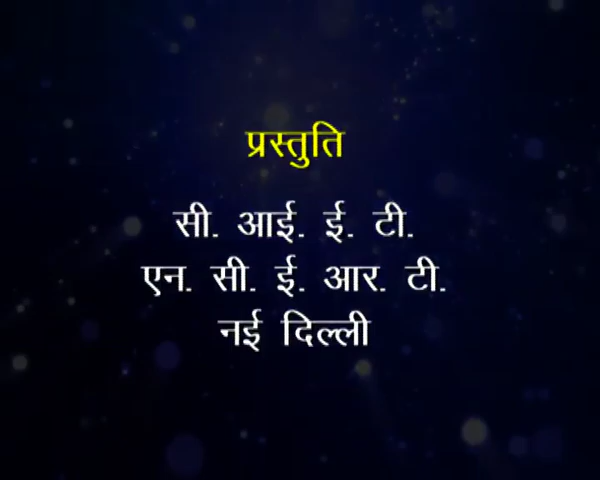 प्रस्तुति
सी. आई. ई. टी.
एन. सी. ई. आर. टी.
नई दिल्ली